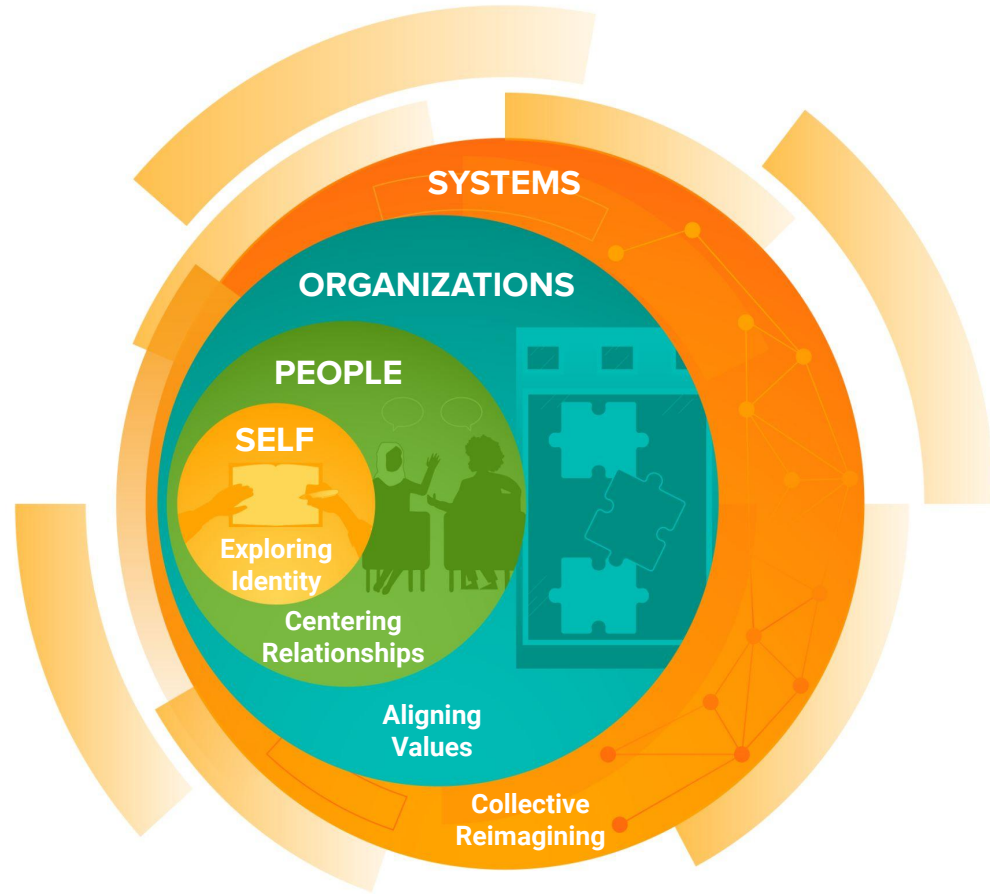 SYSTEMS
ORGANIZATIONS
PEOPLE
SELF
Exploring
Identity
Centering
Relationships
Aligning
Values
Collective
Reimagining